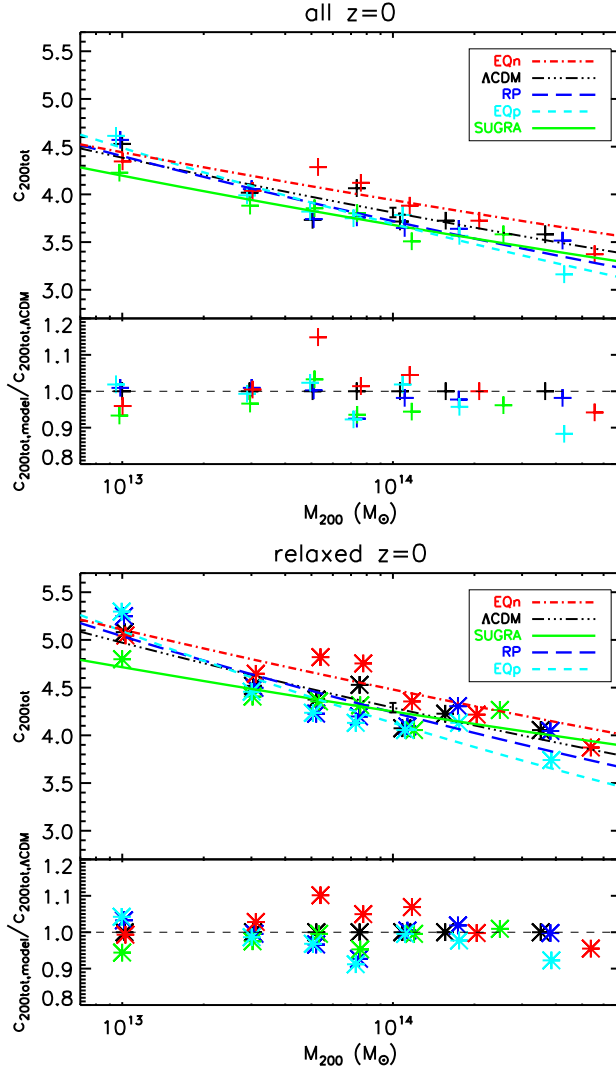 all z=0
5.5
5.0
4.5
4.0
3.5
3.0
c200tot
EQn
ΛCDM
RP
EQp
SUGRA
1.2
1.1
1.0
0.9
0.8
c200tot,model/c200tot,ΛCDM
10^13
10^14
M200 (M⊙)
relaxed z=0
5.5
5.0
4.5
4.0
3.5
3.0
c200tot
EQn
ΛCDM
SUGRA
RP
EQp
1.2
1.1
1.0
0.9
0.8
c200tot,model/c200tot,ΛCDM
10^13
10^14
M200 (M⊙)